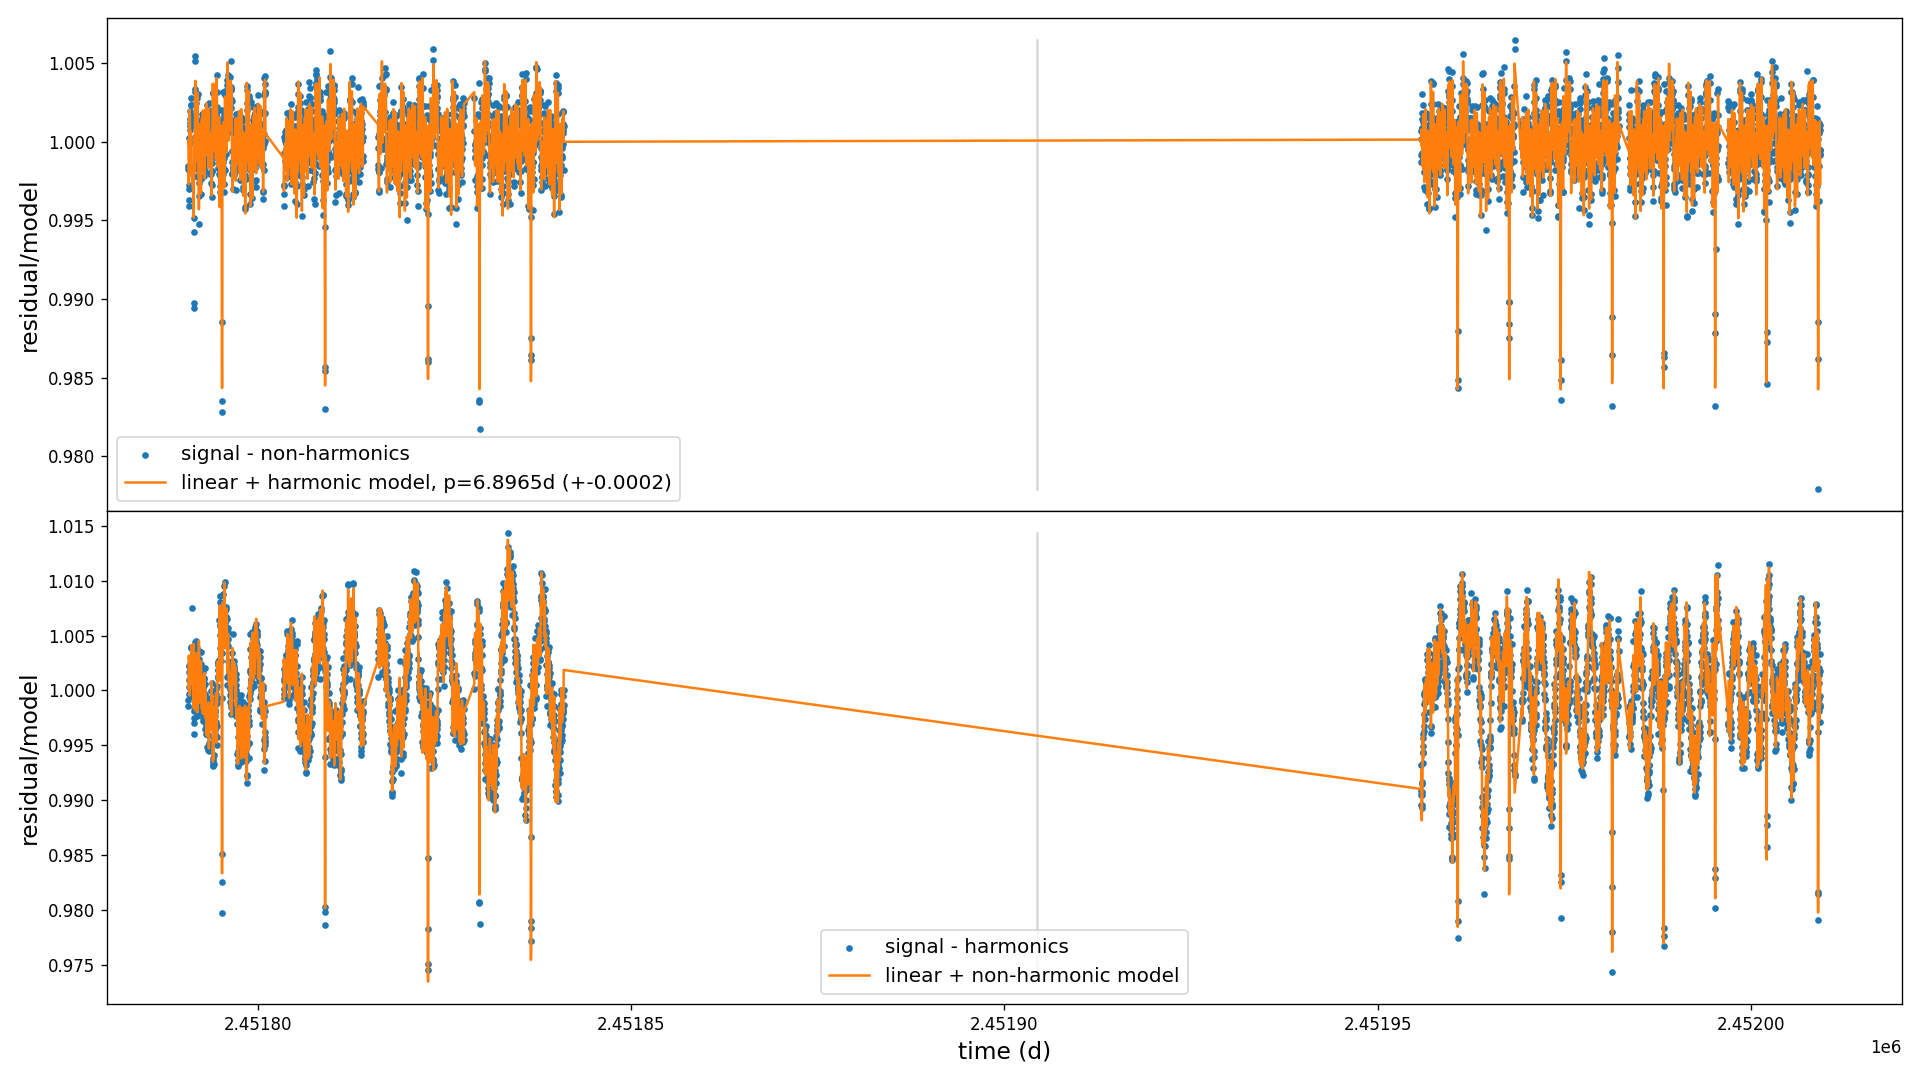 1.005
1.000
0.995
0.990
0.985
0.980
residual/model
signal - non-harmonics
linear + harmonic model, p=6.8965d (+-0.0002)
1.015
1.010
1.005
1.000
0.995
0.990
0.985
0.980
0.975
residual/model
signal - harmonics
linear + non-harmonic model
2.45180
2.45185
2.45190
2.45195
2.45200
time (d)
1e6